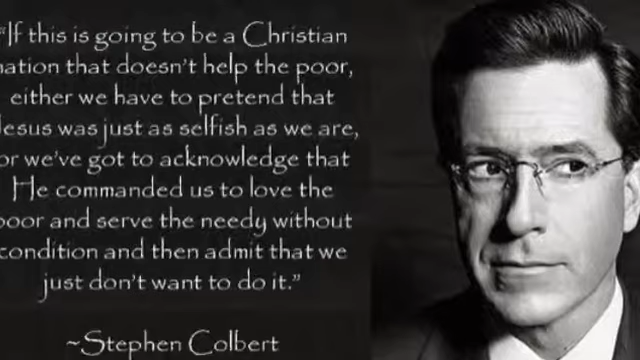 “If this is going to be a Christian
nation that doesn’t help the poor,
either we have to pretend that
Jesus was just as selfish as we are,
or we’ve got to acknowledge that
He commanded us to love the
poor and serve the needy without
condition and then admit that we
just don’t want to do it.”
~Stephen Colbert